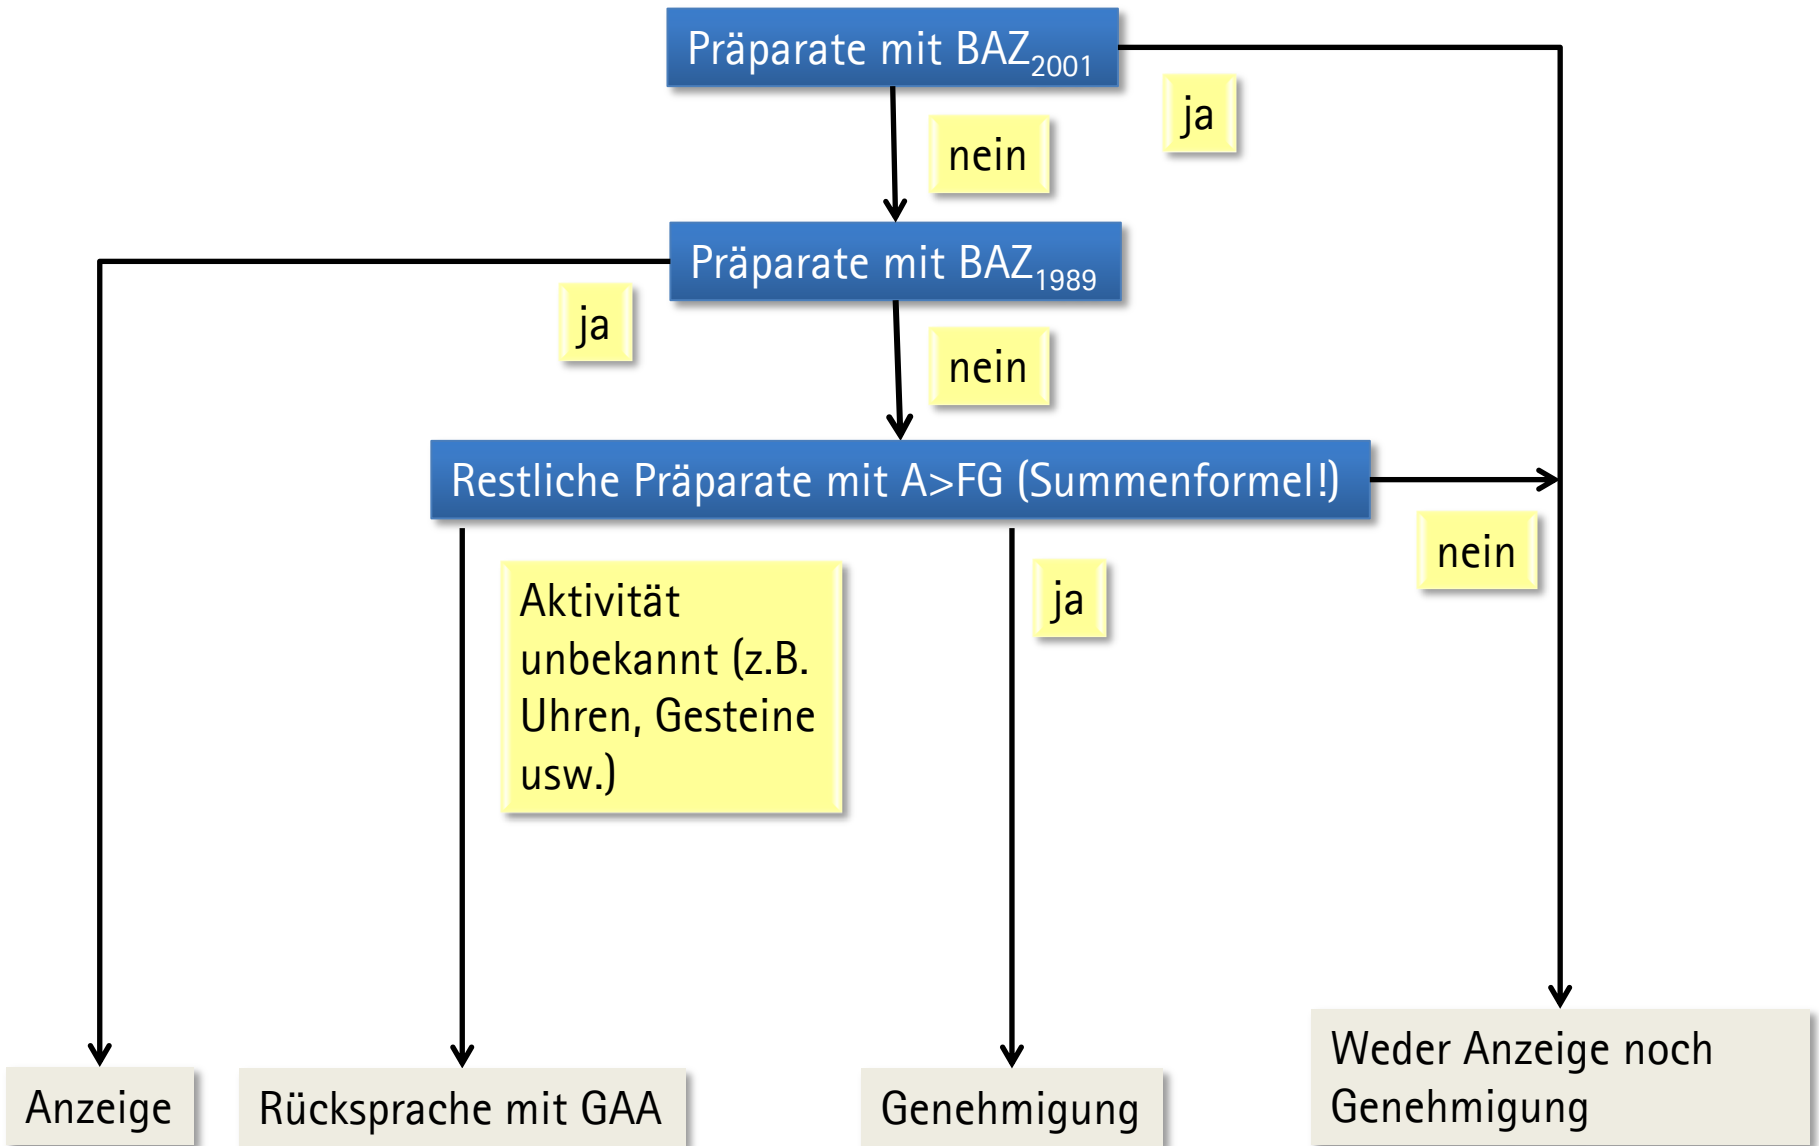 Präparate mit BAZ2001
ja
nein
Präparate mit BAZ1989
ja
nein
Restliche Präparate mit A>FG (Summenformel!)
nein
Aktivität
unbekannt (z.B.
Uhren, Gesteine
usw.)
ja
Anzeige
Rücksprache mit GAA
Genehmigung
Weder Anzeige noch
Genehmigung